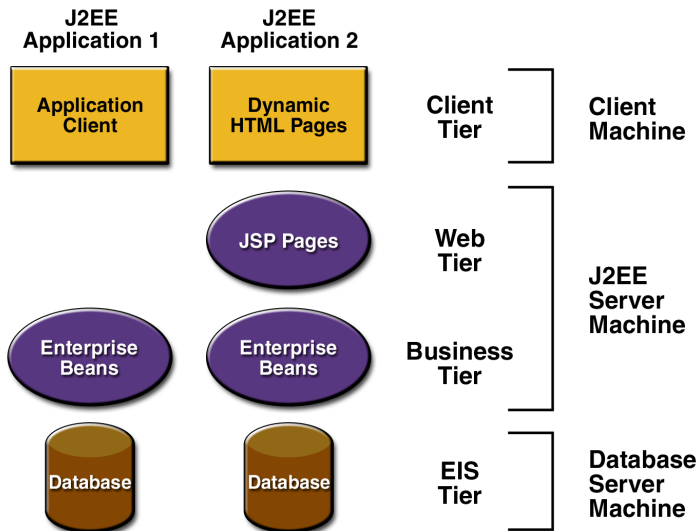 J2EE
Application 1
J2EE
Application 2
Application
Client
Dynamic
HTML Pages
Client
Tier
Client
Machine
JSP Pages
Web
Tier
J2EE
Server
Machine
Enterprise
Beans
Enterprise
Beans
Business
Tier
Database
Database
EIS
Tier
Database
Server
Machine